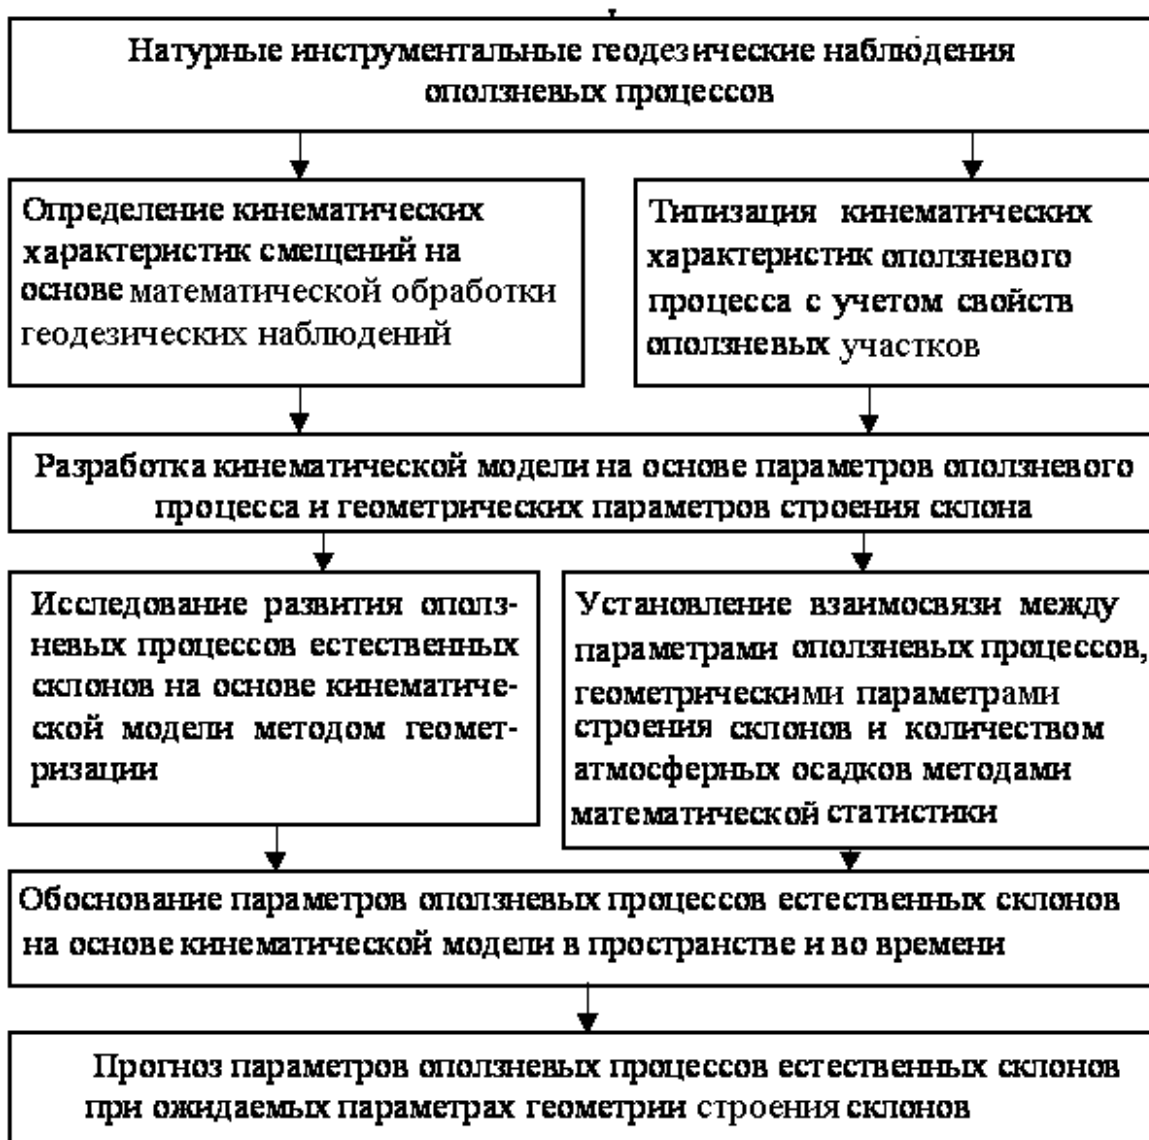 Натурные инструментальные геодезические наблюдения
оползневых процессов
Определение кинематических
характеристик смещений на
основе математической обработки
геодезических наблюдений
Типизация кинематических
характеристик оползневого
процесса с учетом свойств
оползневых участков
Разработка кинематической модели на основе параметров оползневого
процесса и геометрических параметров строения склона
Исследование развития ополз-
невых процессов естественных
склонов на основе кинематиче-
ской модели методом геомет-
ризации
Установление взаимосвязи между
параметрами оползневых процессов,
геометрическими параметрами
строения склонов и количеством
атмосферных осадков методами
математической статистики
Обоснование параметров оползневых процессов естественных склонов
на основе кинематической модели в пространстве и во времени
Прогноз параметров оползневых процессов естественных склонов
при ожидаемых параметрах геометрии строения склонов